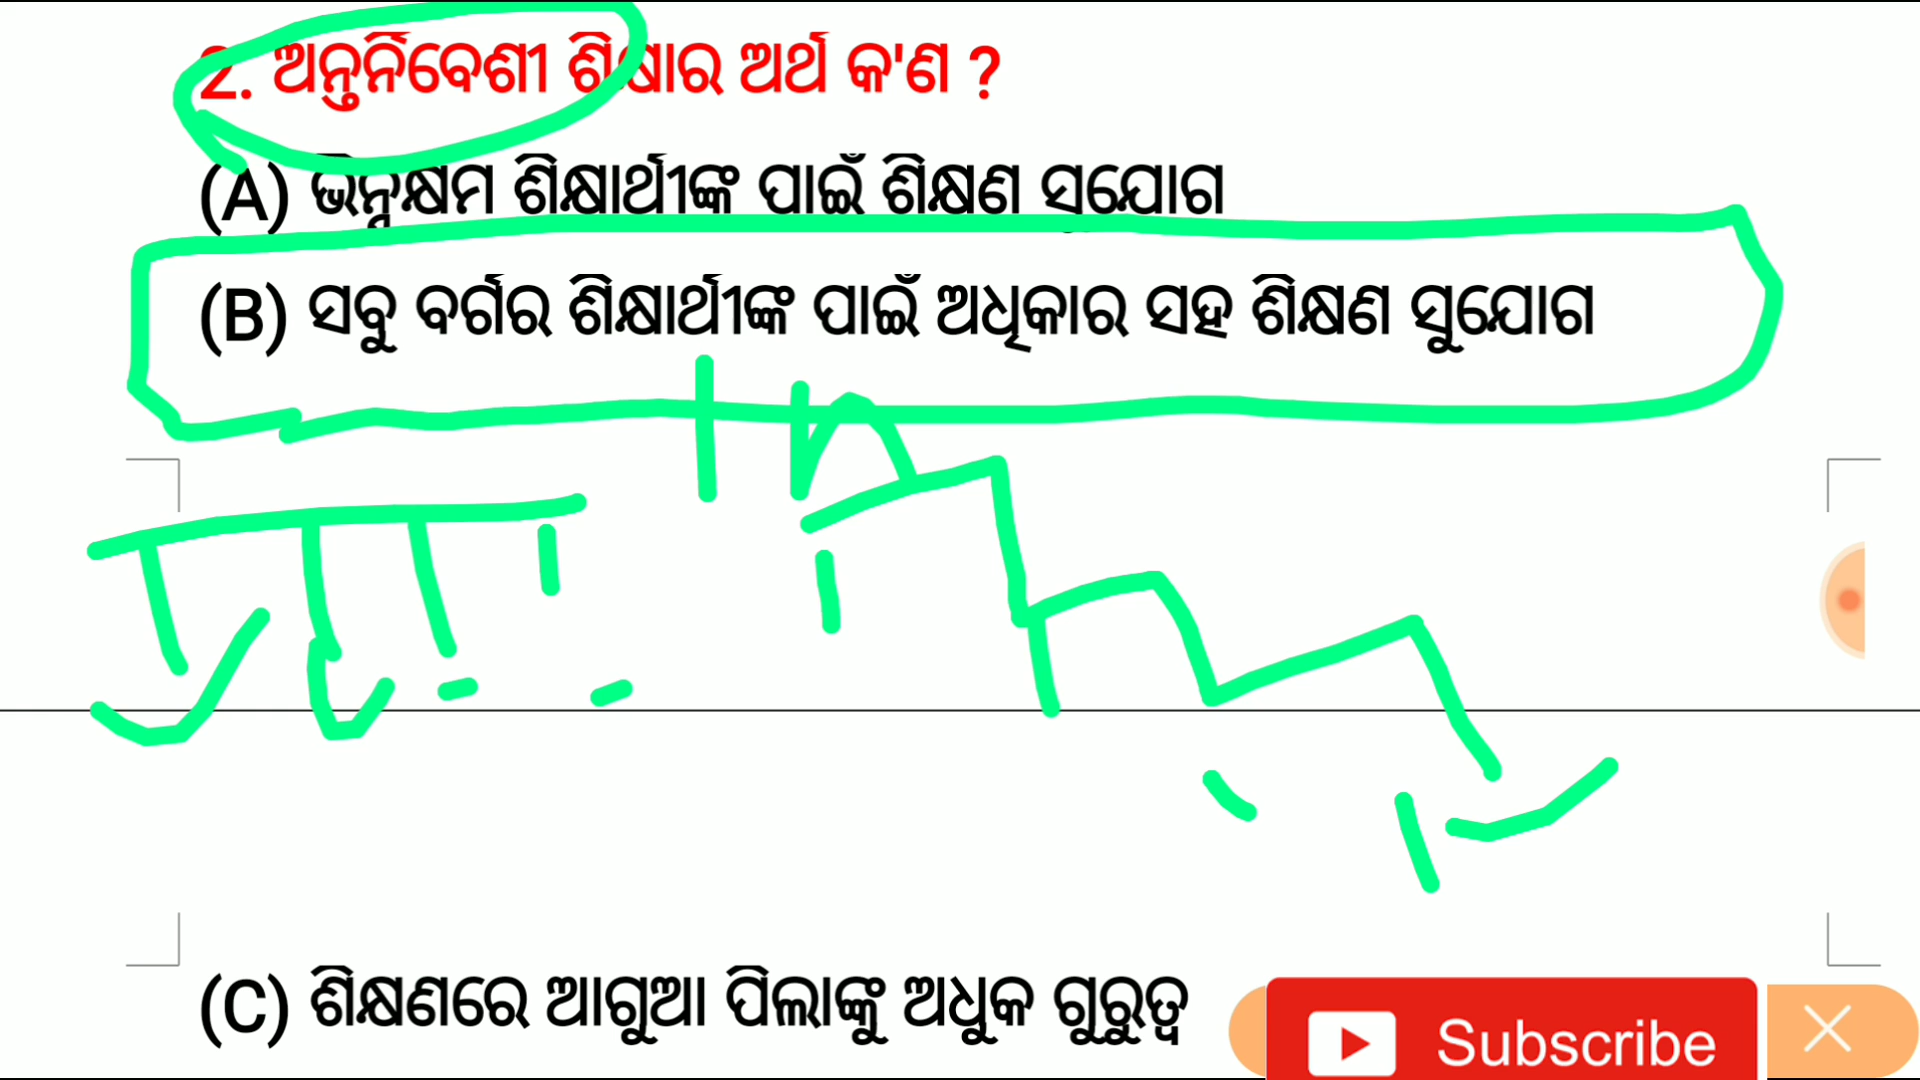 2. ଅନ୍ତର୍ନିବେଶୀ ଶିକ୍ଷାର ଅର୍ଥ କ'ଣ ?
(A) ଭିନ୍ନକ୍ଷମ ଶିକ୍ଷାର୍ଥୀଙ୍କ ପାଇଁ ଶିକ୍ଷଣ ସୁଯୋଗ
(B) ସବୁ ବର୍ଗର ଶିକ୍ଷାର୍ଥୀଙ୍କ ପାଇଁ ଅଧିକାର ସହ ଶିକ୍ଷଣ ସୁଯୋଗ
(C) ଶିକ୍ଷଣରେ ଆଗୁଆ ପିଲାଙ୍କୁ ଅଧିକ ଗୁରୁତ୍ୱ
Subscribe